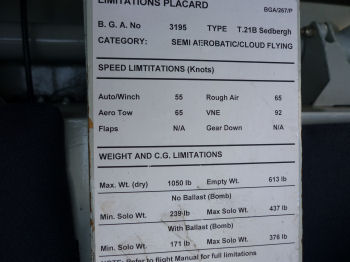 LIMITATIONS PLACARD
BGA/267/P
B. G. A. No 3195 TYPE T.21B Sedbergh
CATEGORY: SEMI AEROBATIC/CLOUD FLYING
SPEED LIMTITATIONS (Knots)
Auto/Winch 55 Rough Air 65
Aero Tow 65 VNE 92
Flaps N/A Gear Down N/A
WEIGHT AND C.G. LIMITATIONS
Max. Wt. (dry) 1050 lb Empty Wt. 613 lb
No Ballast (Bomb)
Min. Solo Wt. 239 lb Max Solo Wt. 437 lb
With Ballast (Bomb)
Min. Solo Wt. 171 lb Max Solo Wt. 376 lb
NOTE: Refer to flight Manual for full limitations